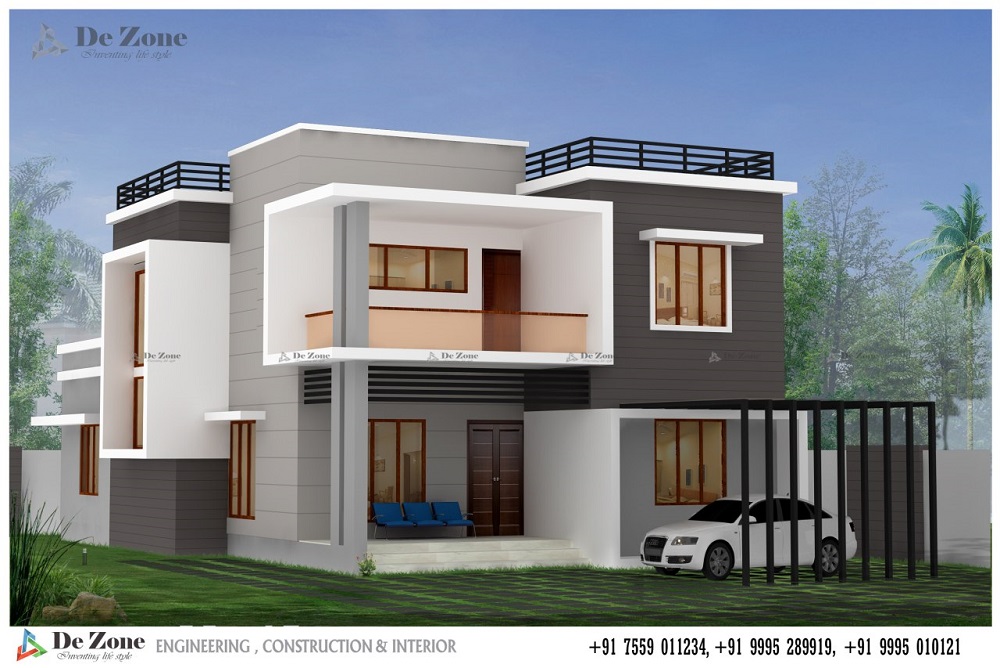 De Zone
Inventing life style
De Zone
De Zone
De Zone
De Zone
De Zone
Inventing life style
ENGINEERING , CONSTRUCTION & INTERIOR
+91 7559 011234, +91 9995 289919, +91 9995 010121